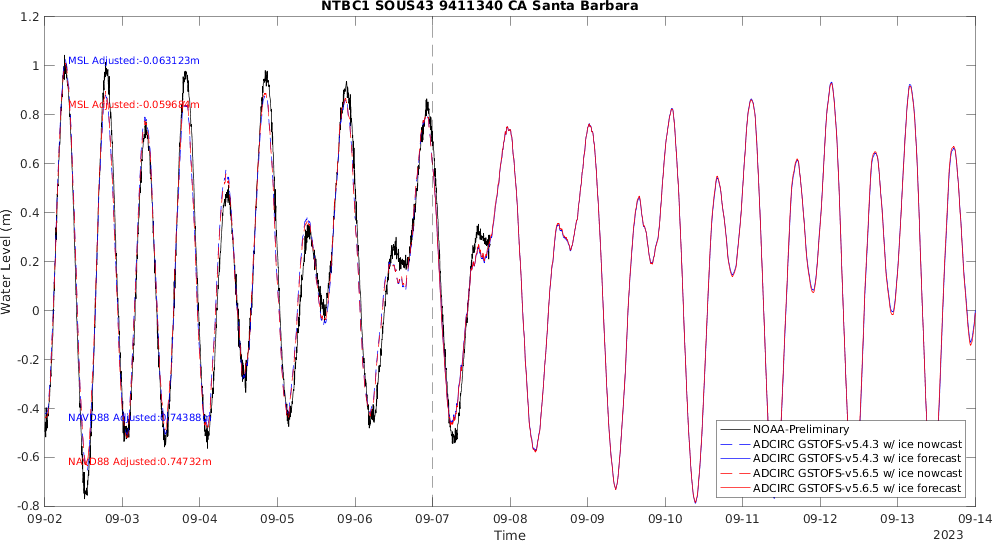 NTBC1 SOUS43 9411340 CA Santa Barbara
1.2
1
0.8
0.6
0.4
0.2
0
-0.2
-0.4
-0.6
-0.8
Water Level (m)
MSL Adjusted:-0.063123m
MSL Adjusted:-0.059684m
NAVD88 Adjusted:0.74388m
NAVD88 Adjusted:0.74732m
NOAA-Preliminary
ADCIRC GSTOFS-v5.4.3 w/ ice nowcast
ADCIRC GSTOFS-v5.4.3 w/ ice forecast
ADCIRC GSTOFS-v5.6.5 w/ ice nowcast
ADCIRC GSTOFS-v5.6.5 w/ ice forecast
09-02 09-03 09-04 09-05 09-06 09-07 09-08 09-09 09-10 09-11 09-12 09-13 09-14
Time
2023